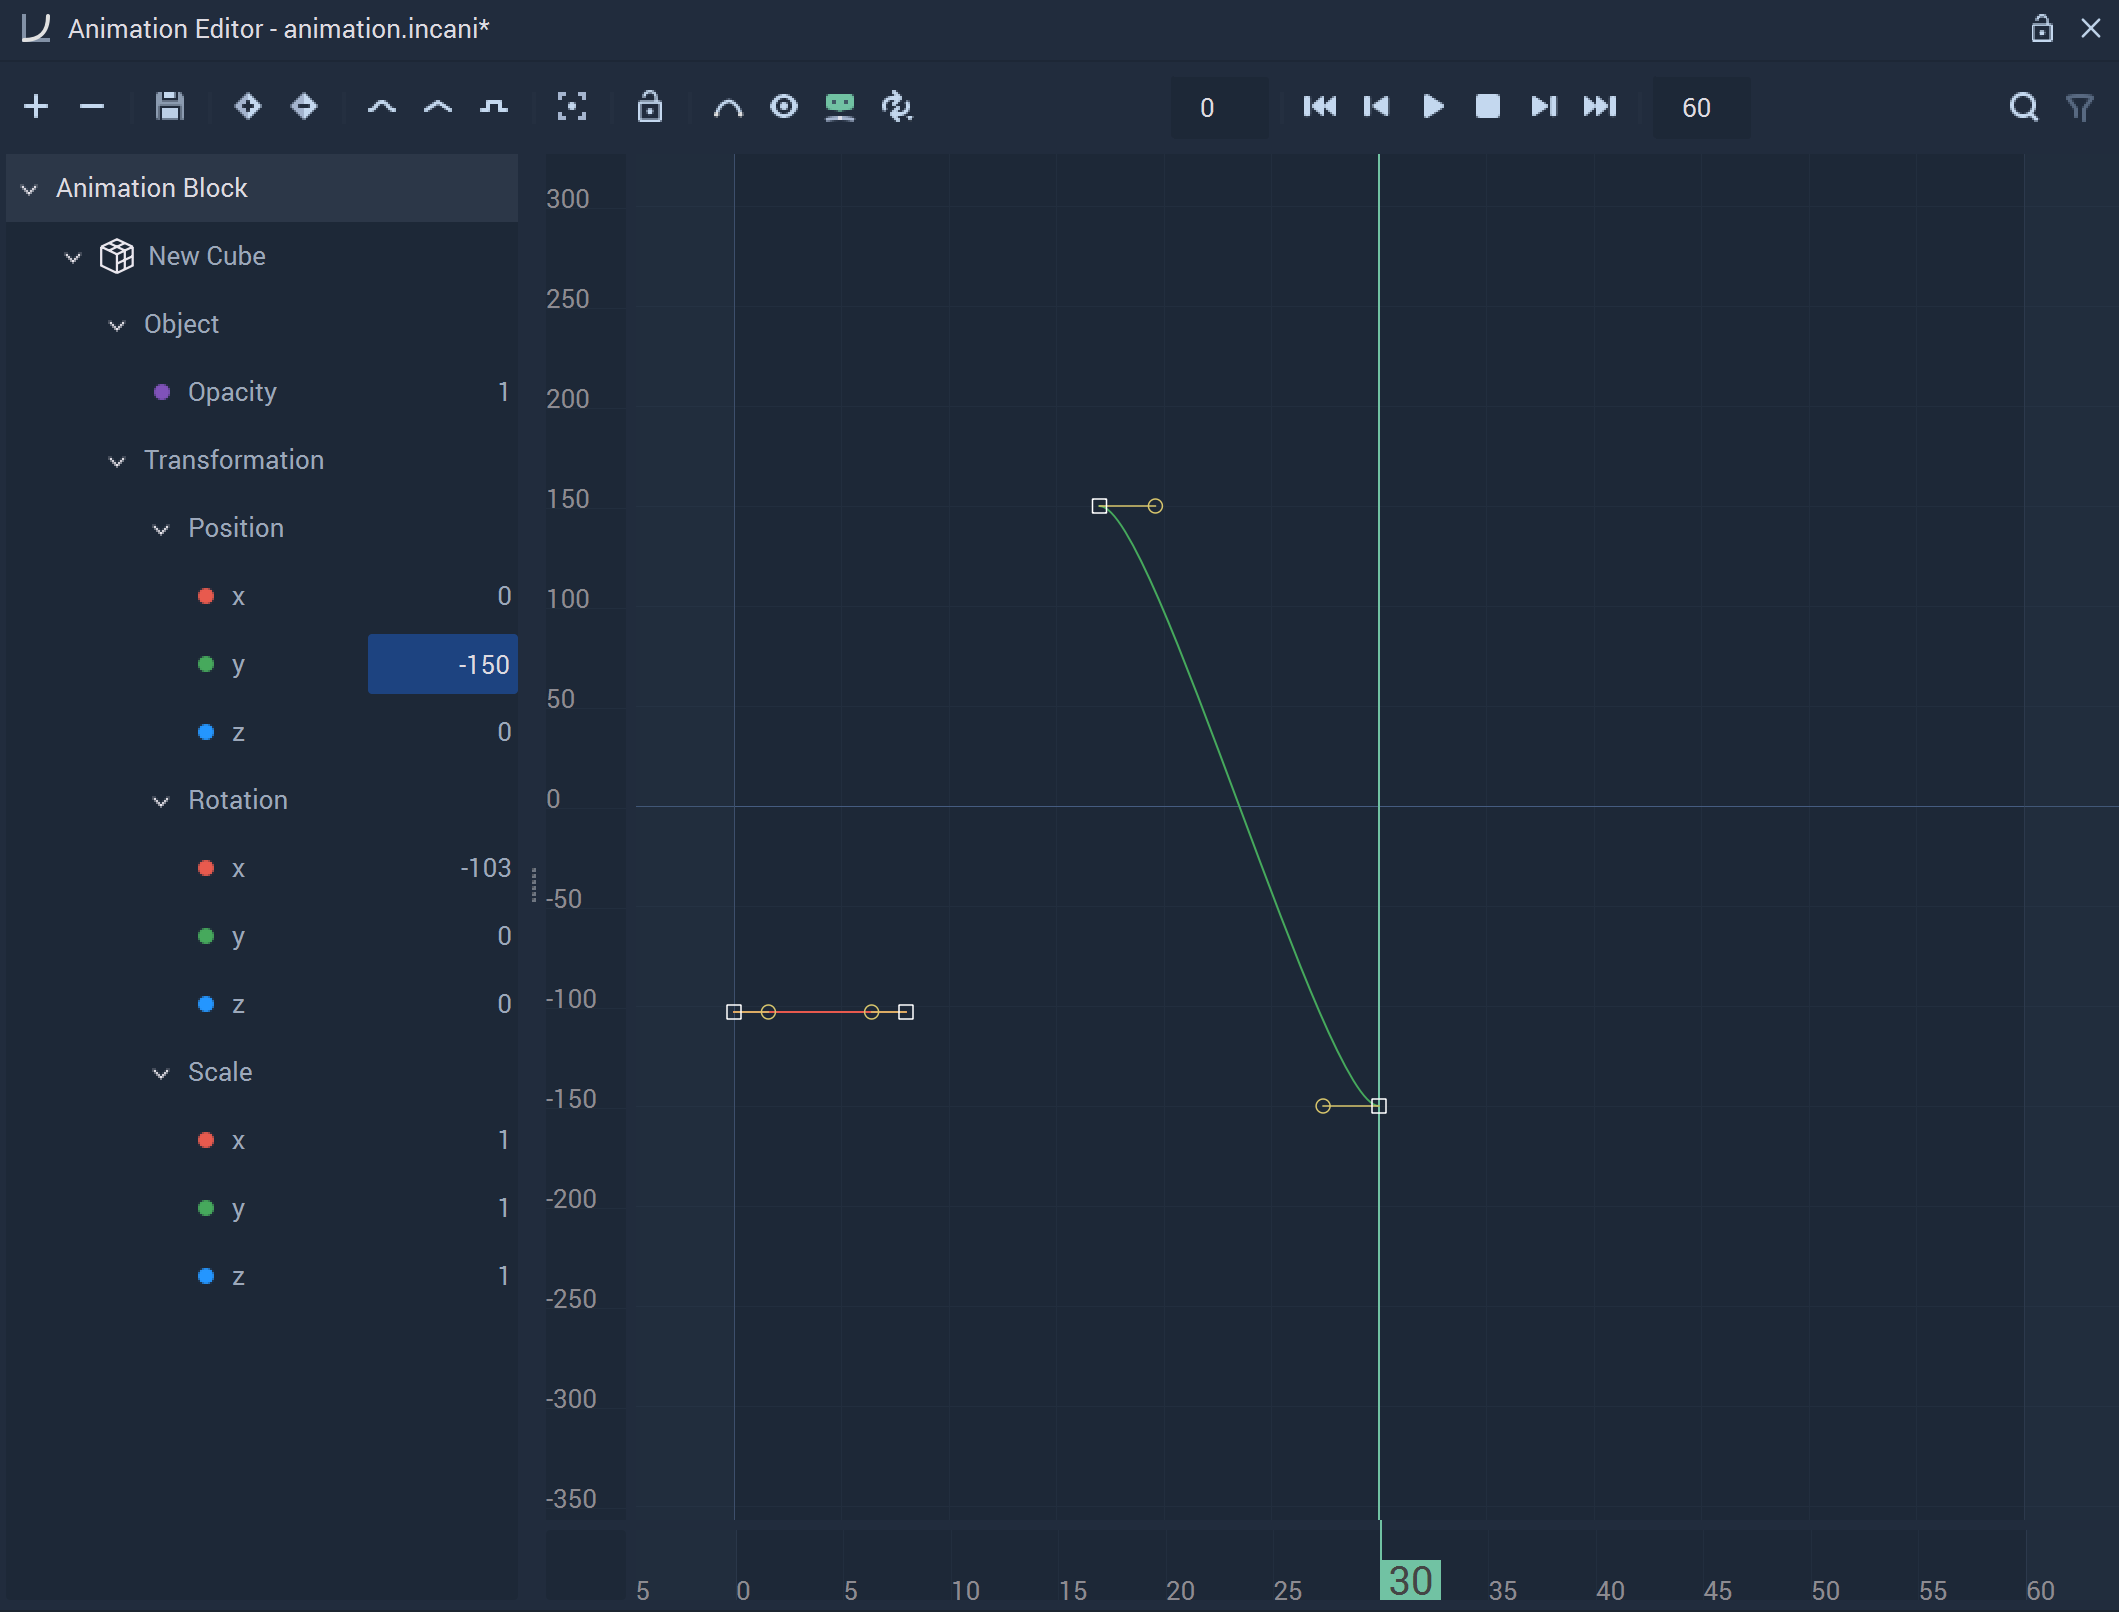 Animation Editor - animation.incani*
0
60
Animation Block
New Cube
Object
Opacity 1
Transformation
Position
x 0
y -150
z 0
Rotation
x -103
y 0
z 0
Scale
x 1
y 1
z 1
300
250
200
150
100
50
0
-50
-100
-150
-200
-250
-300
-350
5 0 5 10 15 20 25 30 35 40 45 50 55 60